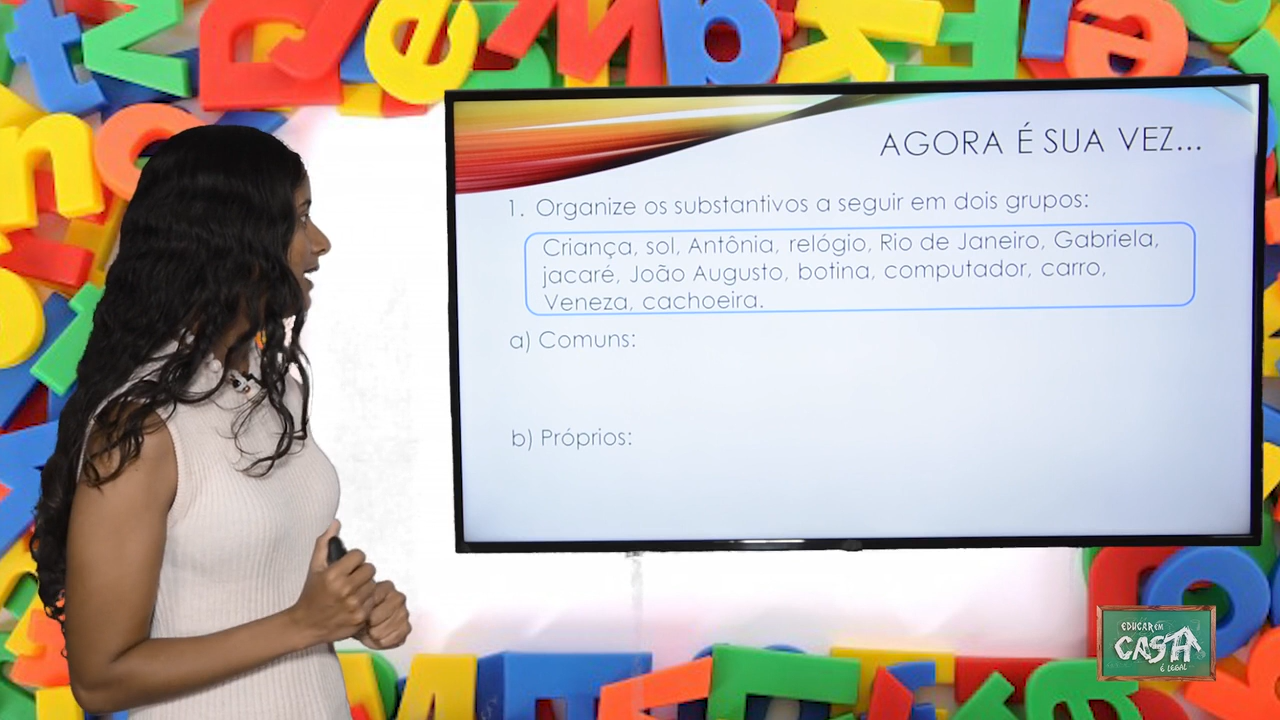 AGORA É SUA VEZ...
1. Organize os substantivos a seguir em dois grupos:
Criança, sol, Antônia, relógio, Rio de Janeiro, Gabriela,
jacaré, João Augusto, botina, computador, carro,
Veneza, cachoeira.
a) Comuns:
b) Próprios:
EDUCAR EM
CASA
É LEGAL